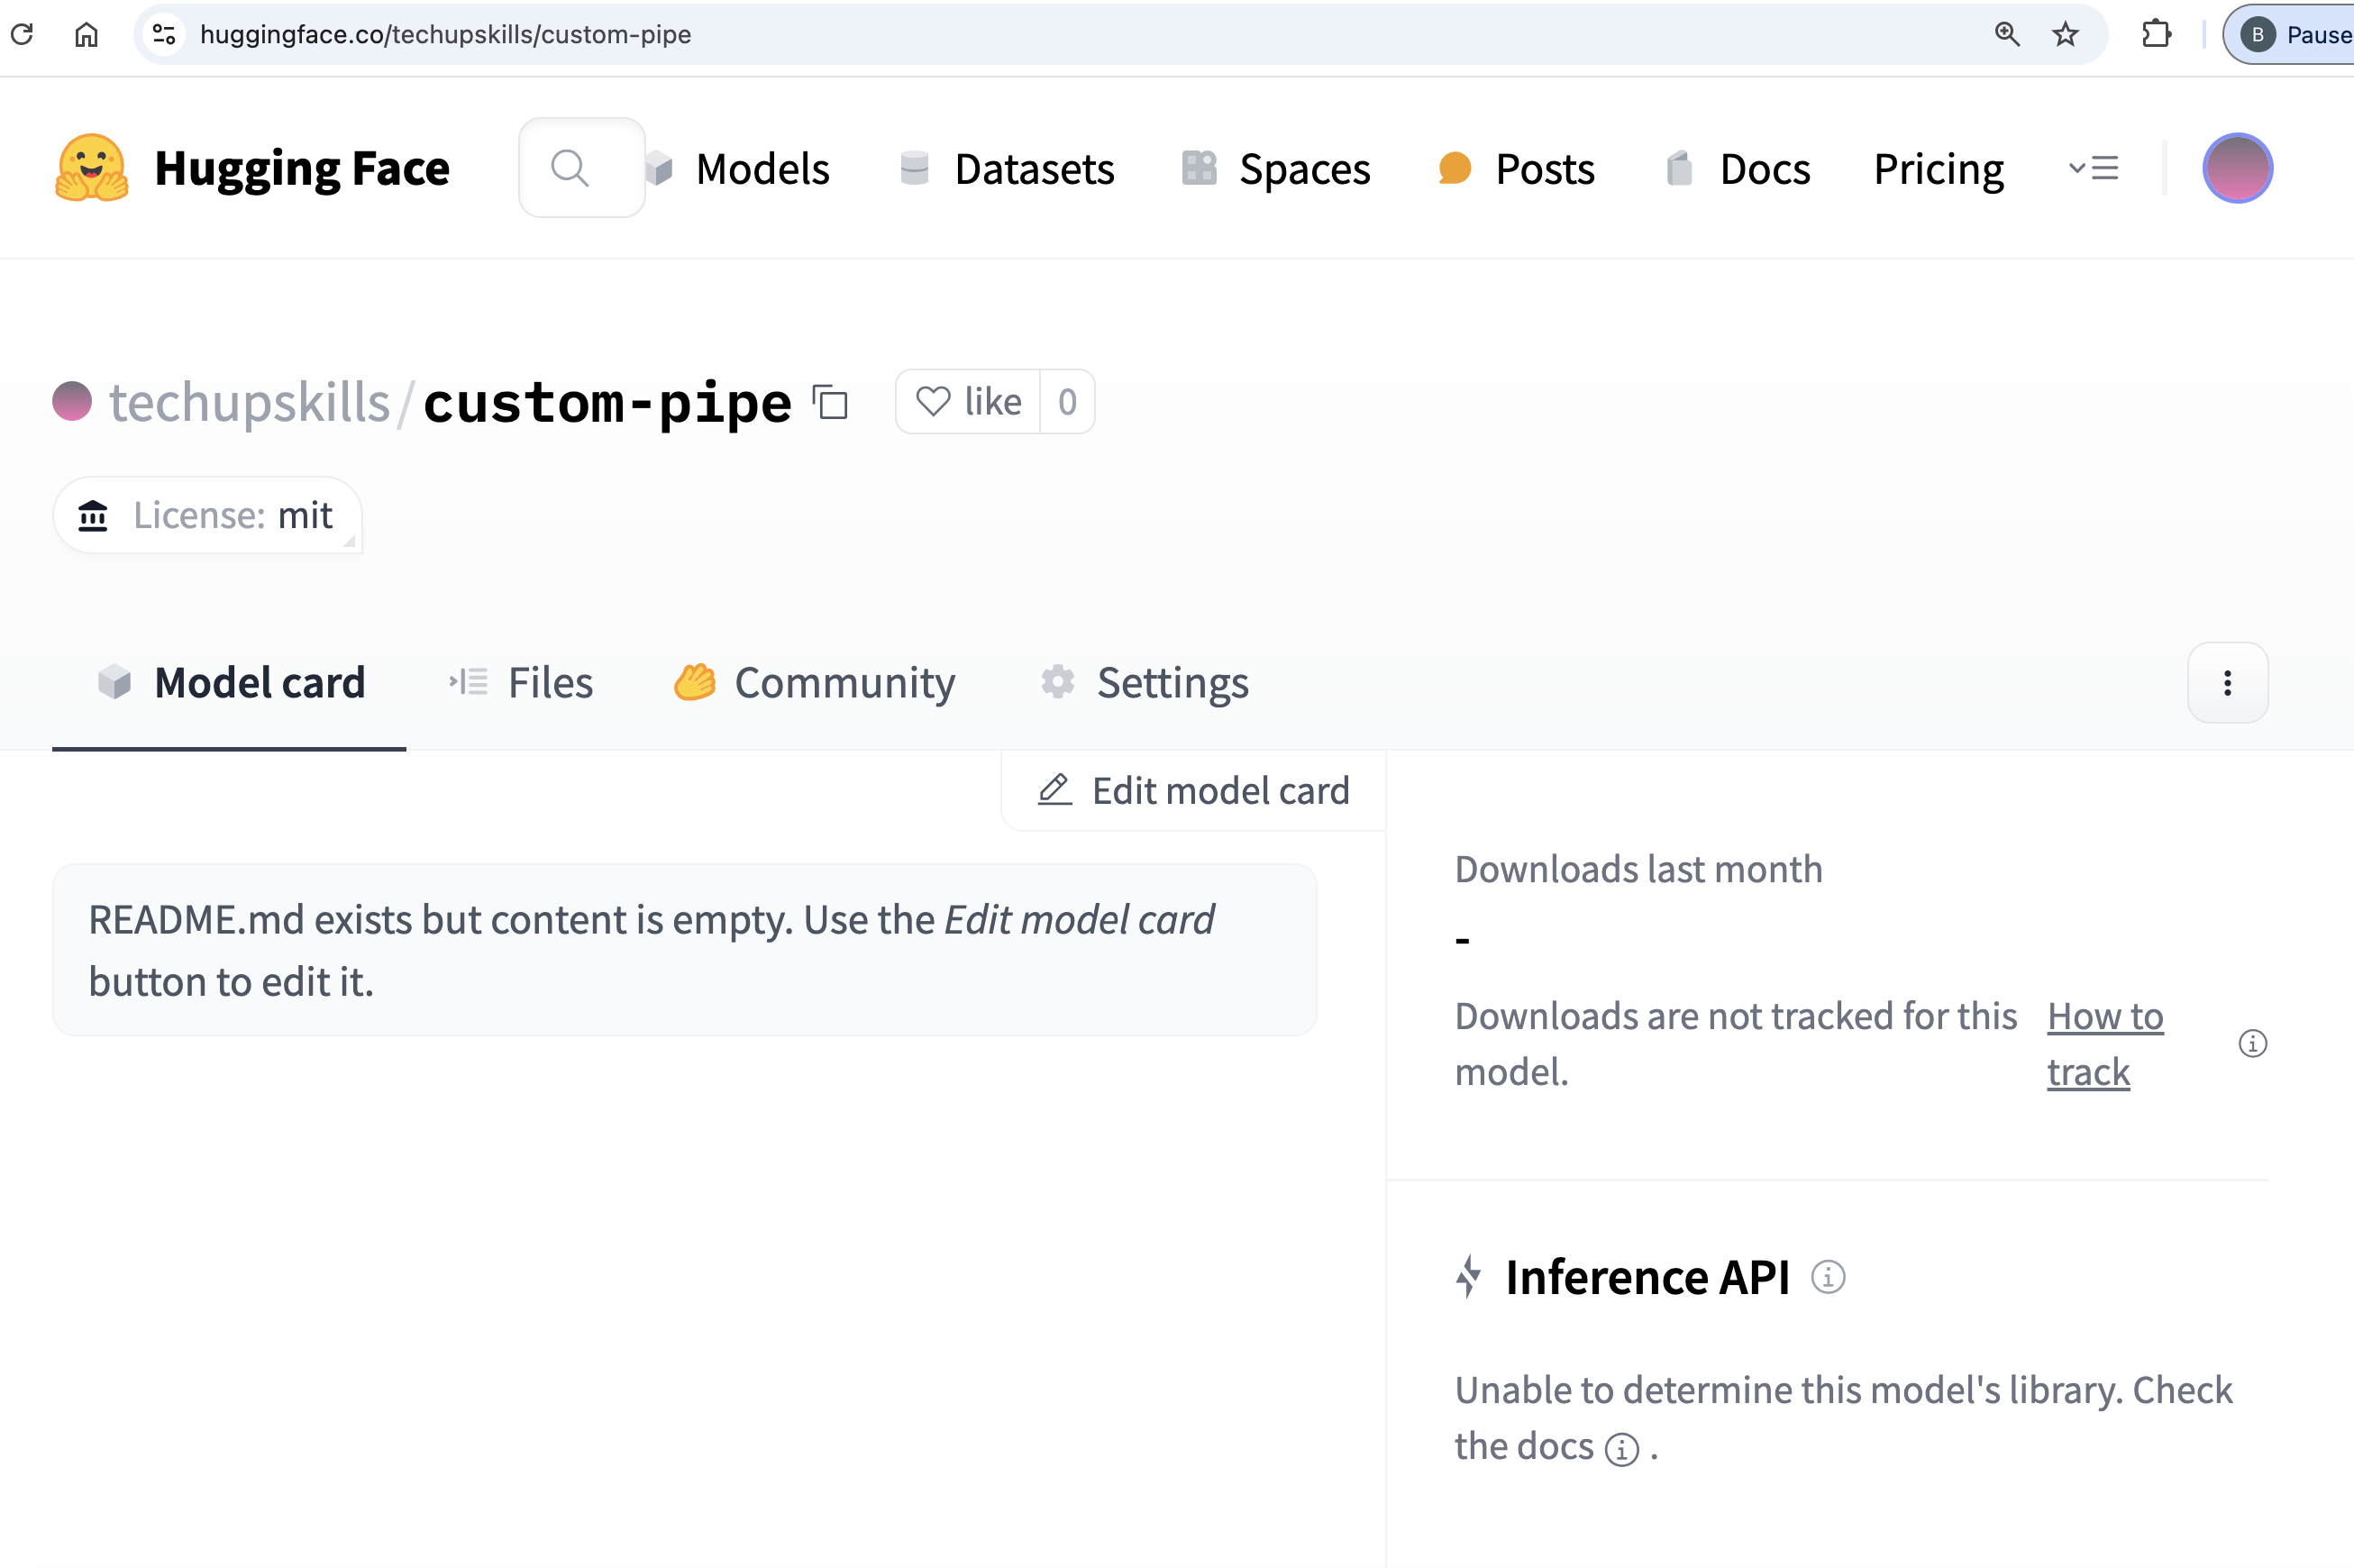 huggingface.co/techupskills/custom-pipe
B Pause
Hugging Face Models Datasets Spaces Posts Docs Pricing
techupskills/custom-pipe like 0
License: mit
Model card Files Community Settings
Edit model card
README.md exists but content is empty. Use the Edit model card
button to edit it.
Downloads last month
-
Downloads are not tracked for this
model.
How to
track
Inference API
Unable to determine this model's library. Check
the docs .